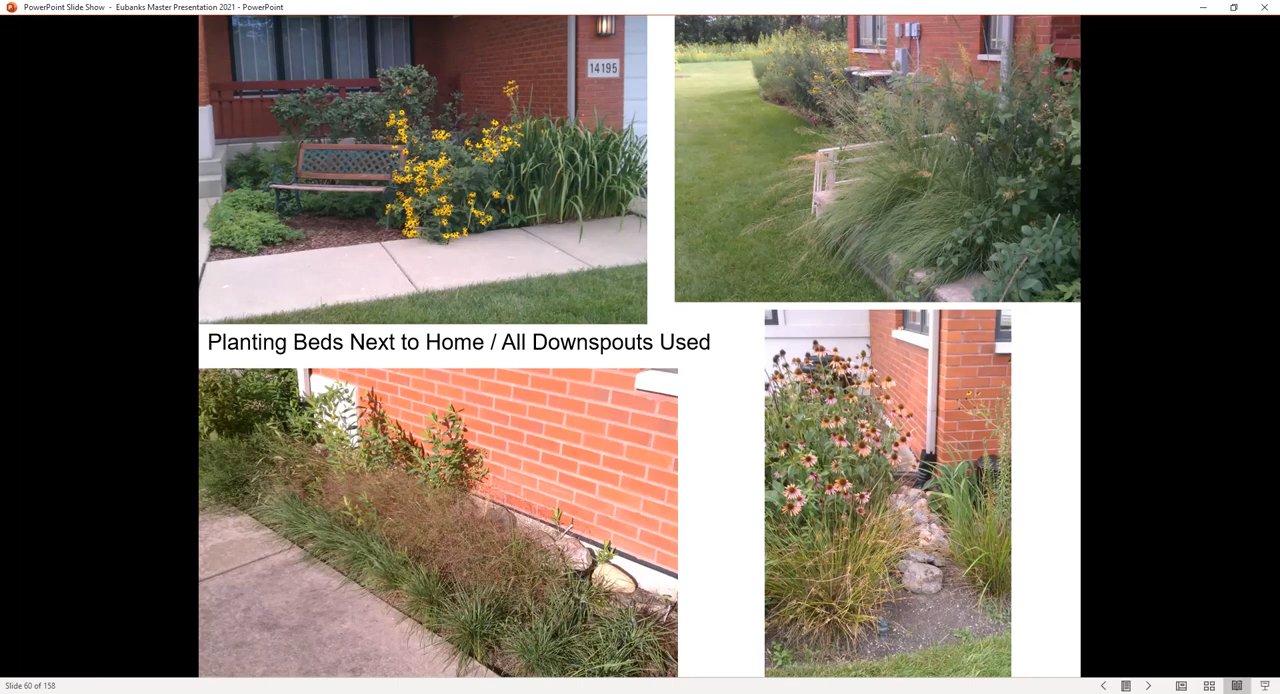 PowerPoint Slide Show - Eubanks Master Presentation 2021 - PowerPoint
14195
Planting Beds Next to Home / All Downspouts Used
Slide 60 of 158